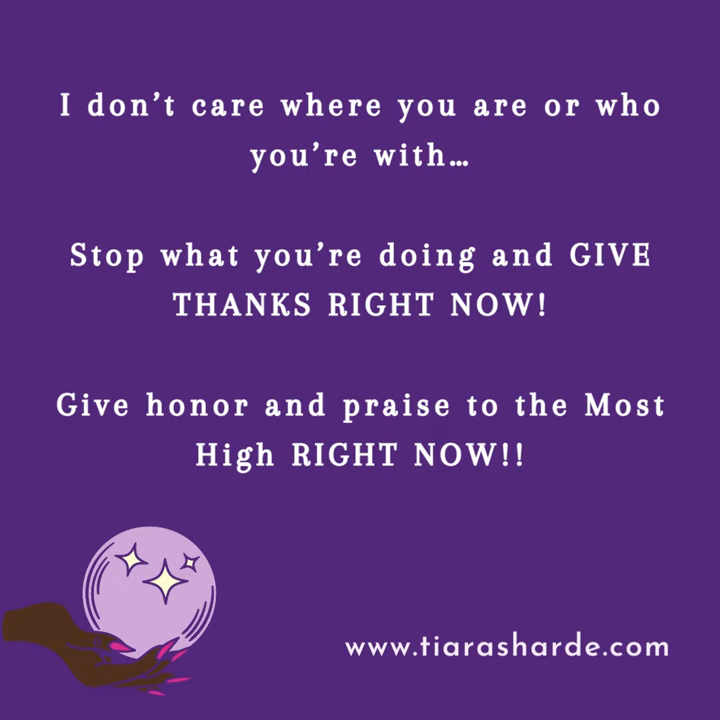 I don’t care where you are or who
you’re with…
Stop what you’re doing and GIVE
THANKS RIGHT NOW!
Give honor and praise to the Most
High RIGHT NOW!!
www.tiarasharde.com